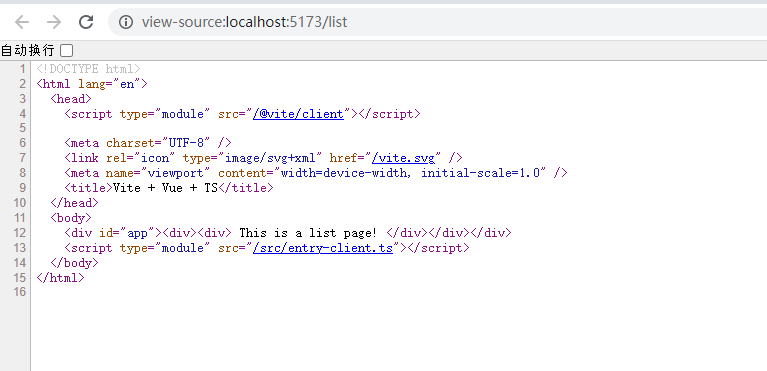 view-source:localhost:5173/list
自动换行
1 <!DOCTYPE html>
2 <html lang="en">
3 <head>
4 <script type="module" src="/@vite/client"></script>
5
6 <meta charset="UTF-8" />
7 <link rel="icon" type="image/svg+xml" href="/vite.svg" />
8 <meta name="viewport" content="width=device-width, initial-scale=1.0" />
9 <title>Vite + Vue + TS</title>
10 </head>
11 <body>
12 <div id="app"><div><div> This is a list page! </div></div></div>
13 <script type="module" src="/src/entry-client.ts"></script>
14 </body>
15 </html>
16